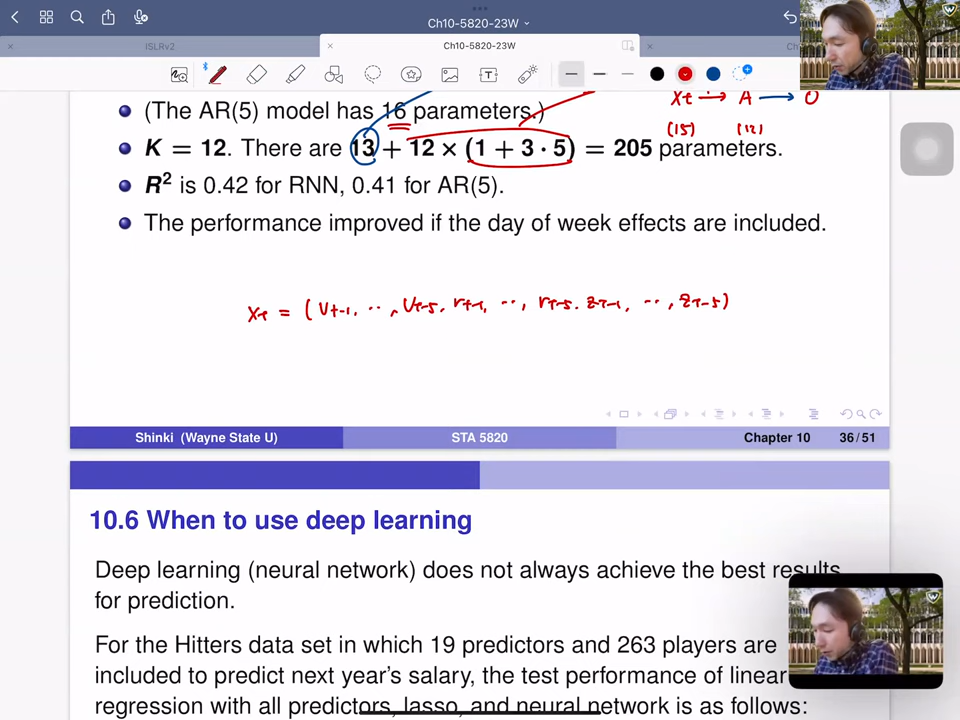 Ch10-5820-23W
ISLRv2
Ch10-5820-23W
(The AR(5) model has 16 parameters.)
Xt → A → O
(15) (12)
K = 12. There are 13 + 12 × (1 + 3 · 5) = 205 parameters.
R² is 0.42 for RNN, 0.41 for AR(5).
The performance improved if the day of week effects are included.
Xt = (Vt-1, ..., Vt-5, rt-1, ..., rt-5, Zt-1, ..., Zt-5)
Shinki (Wayne State U) STA 5820 Chapter 10 36/51
10.6 When to use deep learning
Deep learning (neural network) does not always achieve the best results
for prediction.
For the Hitters data set in which 19 predictors and 263 players are
included to predict next year's salary, the test performance of linear
regression with all predictors, lasso, and neural network is as follows: